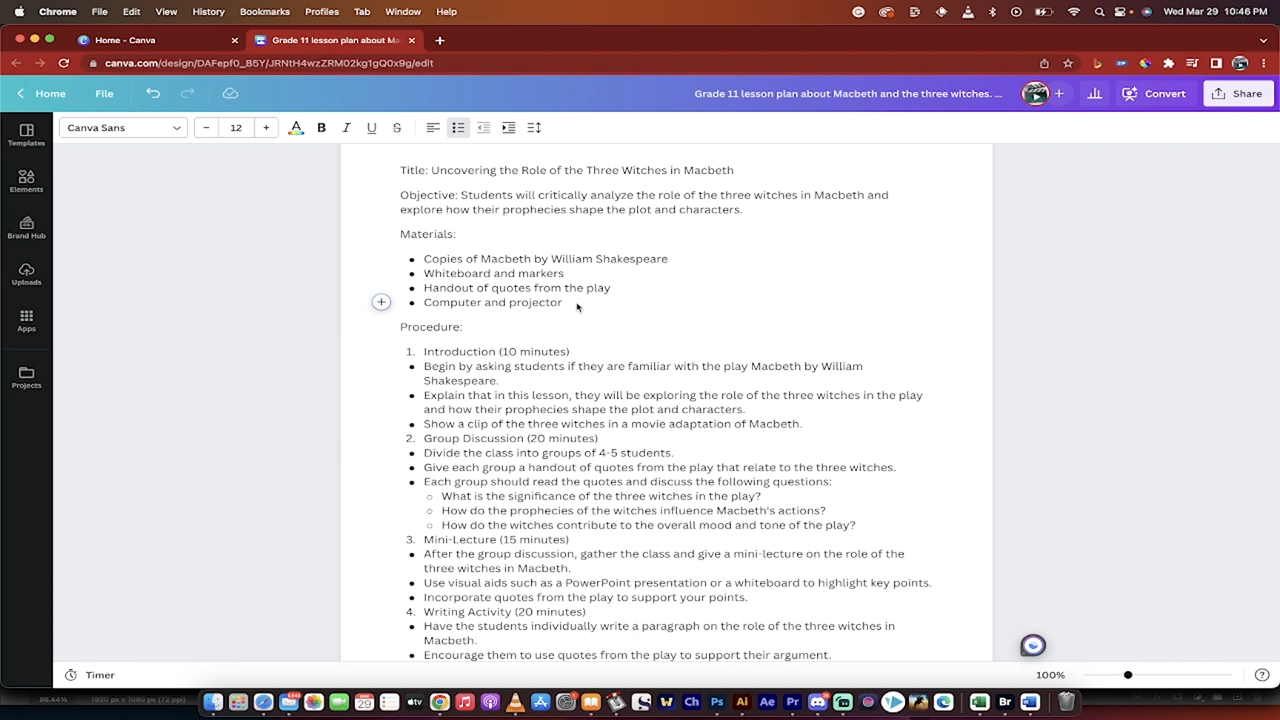 Chrome File Edit View History Bookmarks Profiles Tab Window Help Wed Mar 29 10:46 PM
Home - Canva Grade 11 lesson plan about Ma
canva.com/design/DAFepf0_B5Y/JRNtH4wzZRM02kg1gQ0x9g/edit
Home File Grade 11 lesson plan about Macbeth and the three witches. ... Convert Share
Canva Sans 12 A B I U S
Templates
Elements
Brand Hub
Uploads
Apps
Projects
Title: Uncovering the Role of the Three Witches in Macbeth
Objective: Students will critically analyze the role of the three witches in Macbeth and
explore how their prophecies shape the plot and characters.
Materials:
Copies of Macbeth by William Shakespeare
Whiteboard and markers
Handout of quotes from the play
Computer and projector
Procedure:
1. Introduction (10 minutes)
Begin by asking students if they are familiar with the play Macbeth by William
Shakespeare.
Explain that in this lesson, they will be exploring the role of the three witches in the play
and how their prophecies shape the plot and characters.
Show a clip of the three witches in a movie adaptation of Macbeth.
2. Group Discussion (20 minutes)
Divide the class into groups of 4-5 students.
Give each group a handout of quotes from the play that relate to the three witches.
Each group should read the quotes and discuss the following questions:
What is the significance of the three witches in the play?
How do the prophecies of the witches influence Macbeth's actions?
How do the witches contribute to the overall mood and tone of the play?
3. Mini-Lecture (15 minutes)
After the group discussion, gather the class and give a mini-lecture on the role of the
three witches in Macbeth.
Use visual aids such as a PowerPoint presentation or a whiteboard to highlight key points.
Incorporate quotes from the play to support your points.
4. Writing Activity (20 minutes)
Have the students individually write a paragraph on the role of the three witches in
Macbeth.
Encourage them to use quotes from the play to support their argument.
Timer 100%